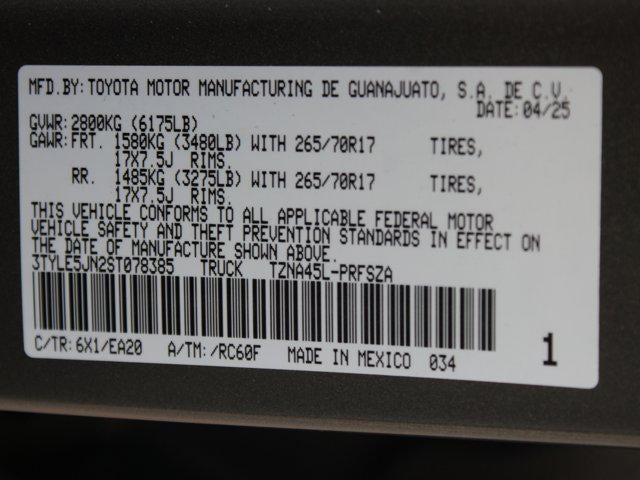 MFD.BY:TOYOTA MOTOR MANUFACTURING DE GUANAJUATO, S.A. DE C.V.
DATE:04/25
GVWR:2800KG (6175LB)
GAWR:FRT. 1580KG (3480LB) WITH 265/70R17 TIRES,
17X7.5J RIMS.
RR. 1485KG (3275LB) WITH 265/70R17 TIRES,
17X7.5J RIMS.
THIS VEHICLE CONFORMS TO ALL APPLICABLE FEDERAL MOTOR
VEHICLE SAFETY AND THEFT PREVENTION STANDARDS IN EFFECT ON
THE DATE OF MANUFACTURE SHOWN ABOVE.
3TYLE5JN2ST078385 TRUCK TZNA45L-PRFSZA
C/TR:6X1/EA20 A/TM:/RC60F MADE IN MEXICO 034 1